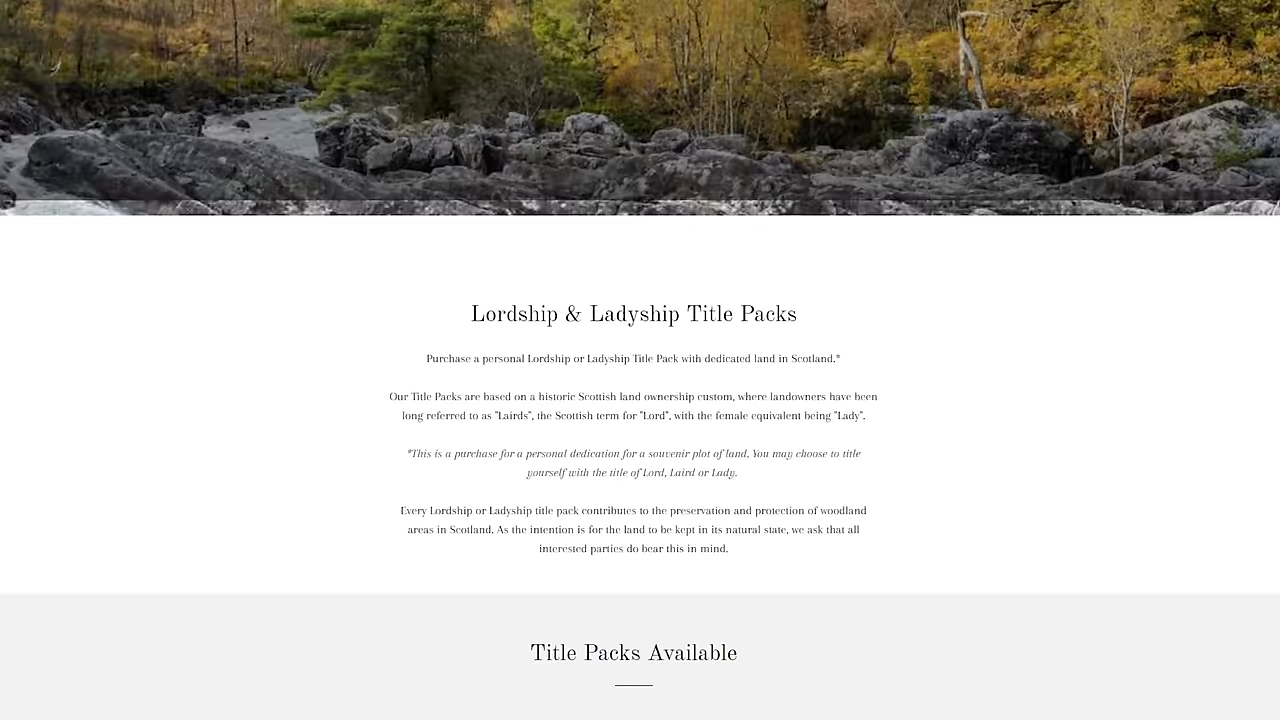 Lordship & Ladyship Title Packs
Purchase a personal Lordship or Ladyship Title Pack with dedicated land in Scotland.*
Our Title Packs are based on a historic Scottish land ownership custom, where landowners have been
long referred to as "Lairds", the Scottish term for "Lord", with the female equivalent being "Lady".
*This is a purchase for a personal dedication for a souvenir plot of land. You may choose to title
yourself with the title of Lord, Laird or Lady.
Every Lordship or Ladyship title pack contributes to the preservation and protection of woodland
areas in Scotland. As the intention is for the land to be kept in its natural state, we ask that all
interested parties do bear this in mind.
Title Packs Available